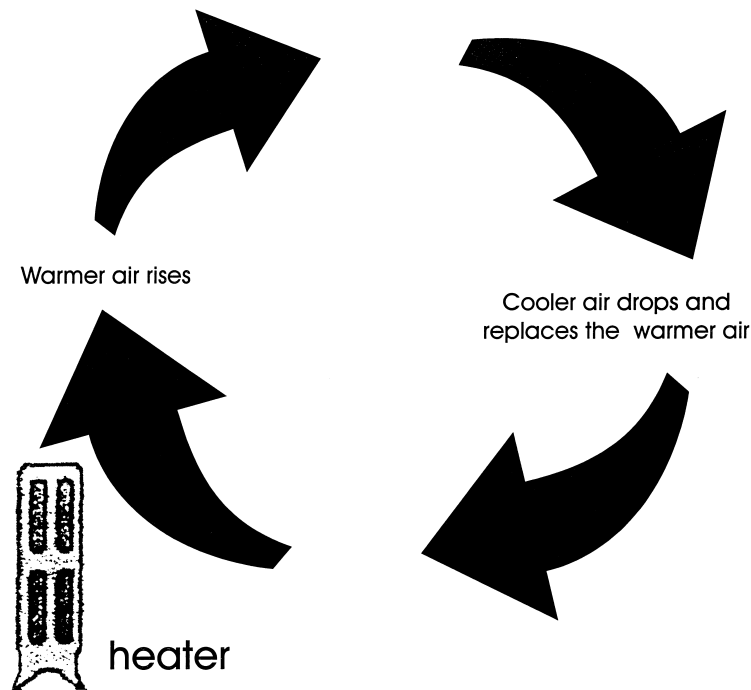 Warmer air rises
Cooler air drops and
replaces the warmer air
heater